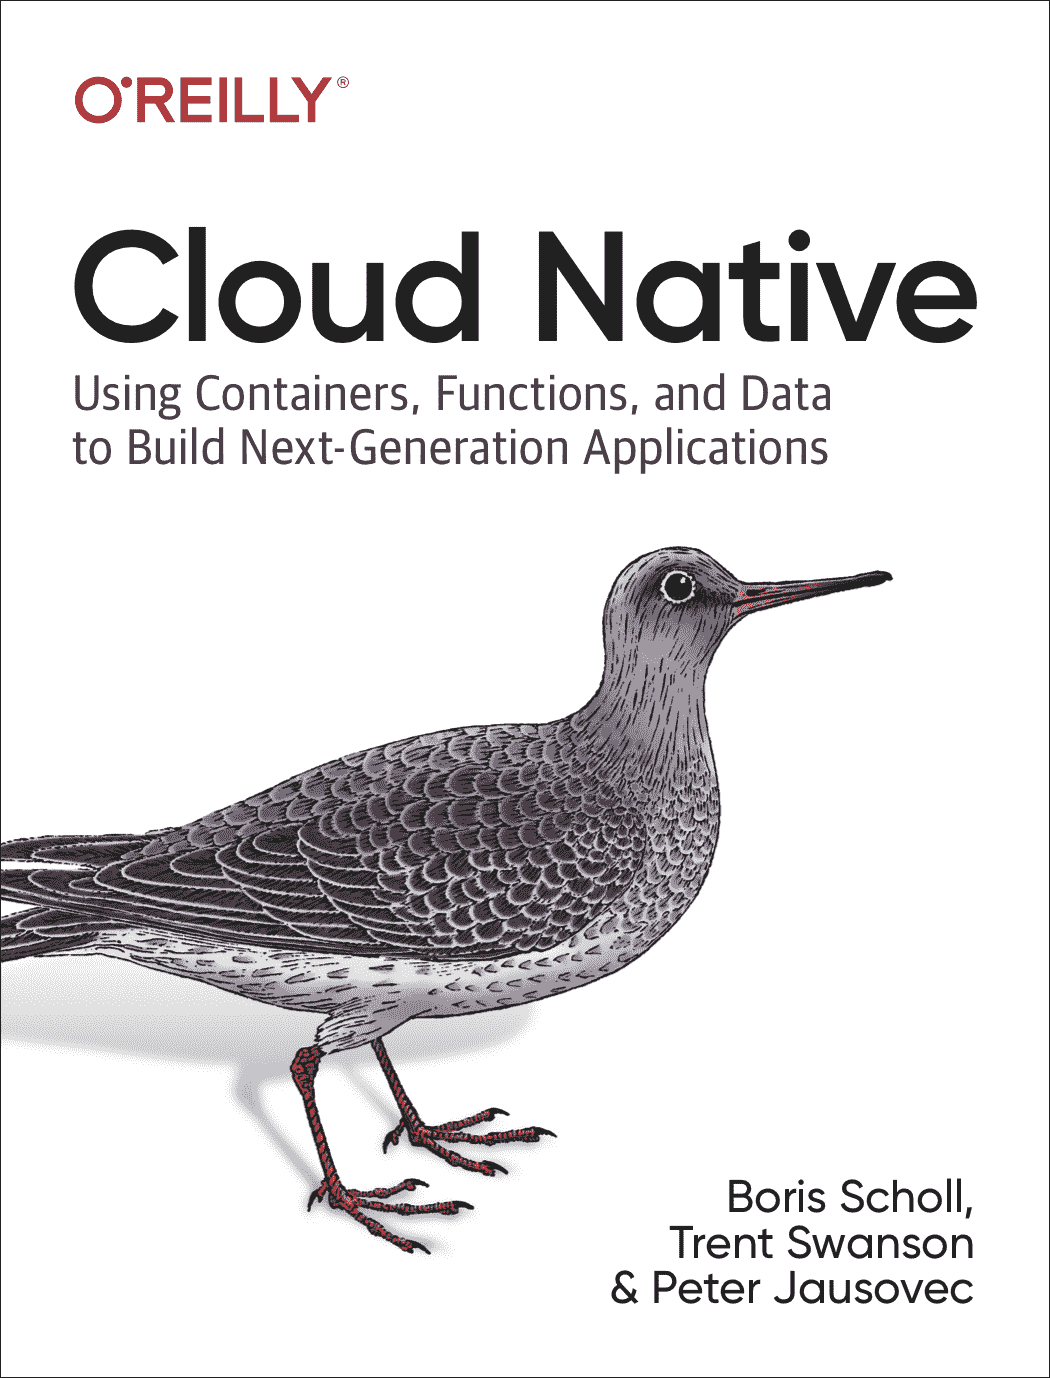 O'REILLY®
Cloud Native
Using Containers, Functions, and Data
to Build Next-Generation Applications
Boris Scholl,
Trent Swanson
& Peter Jausovec